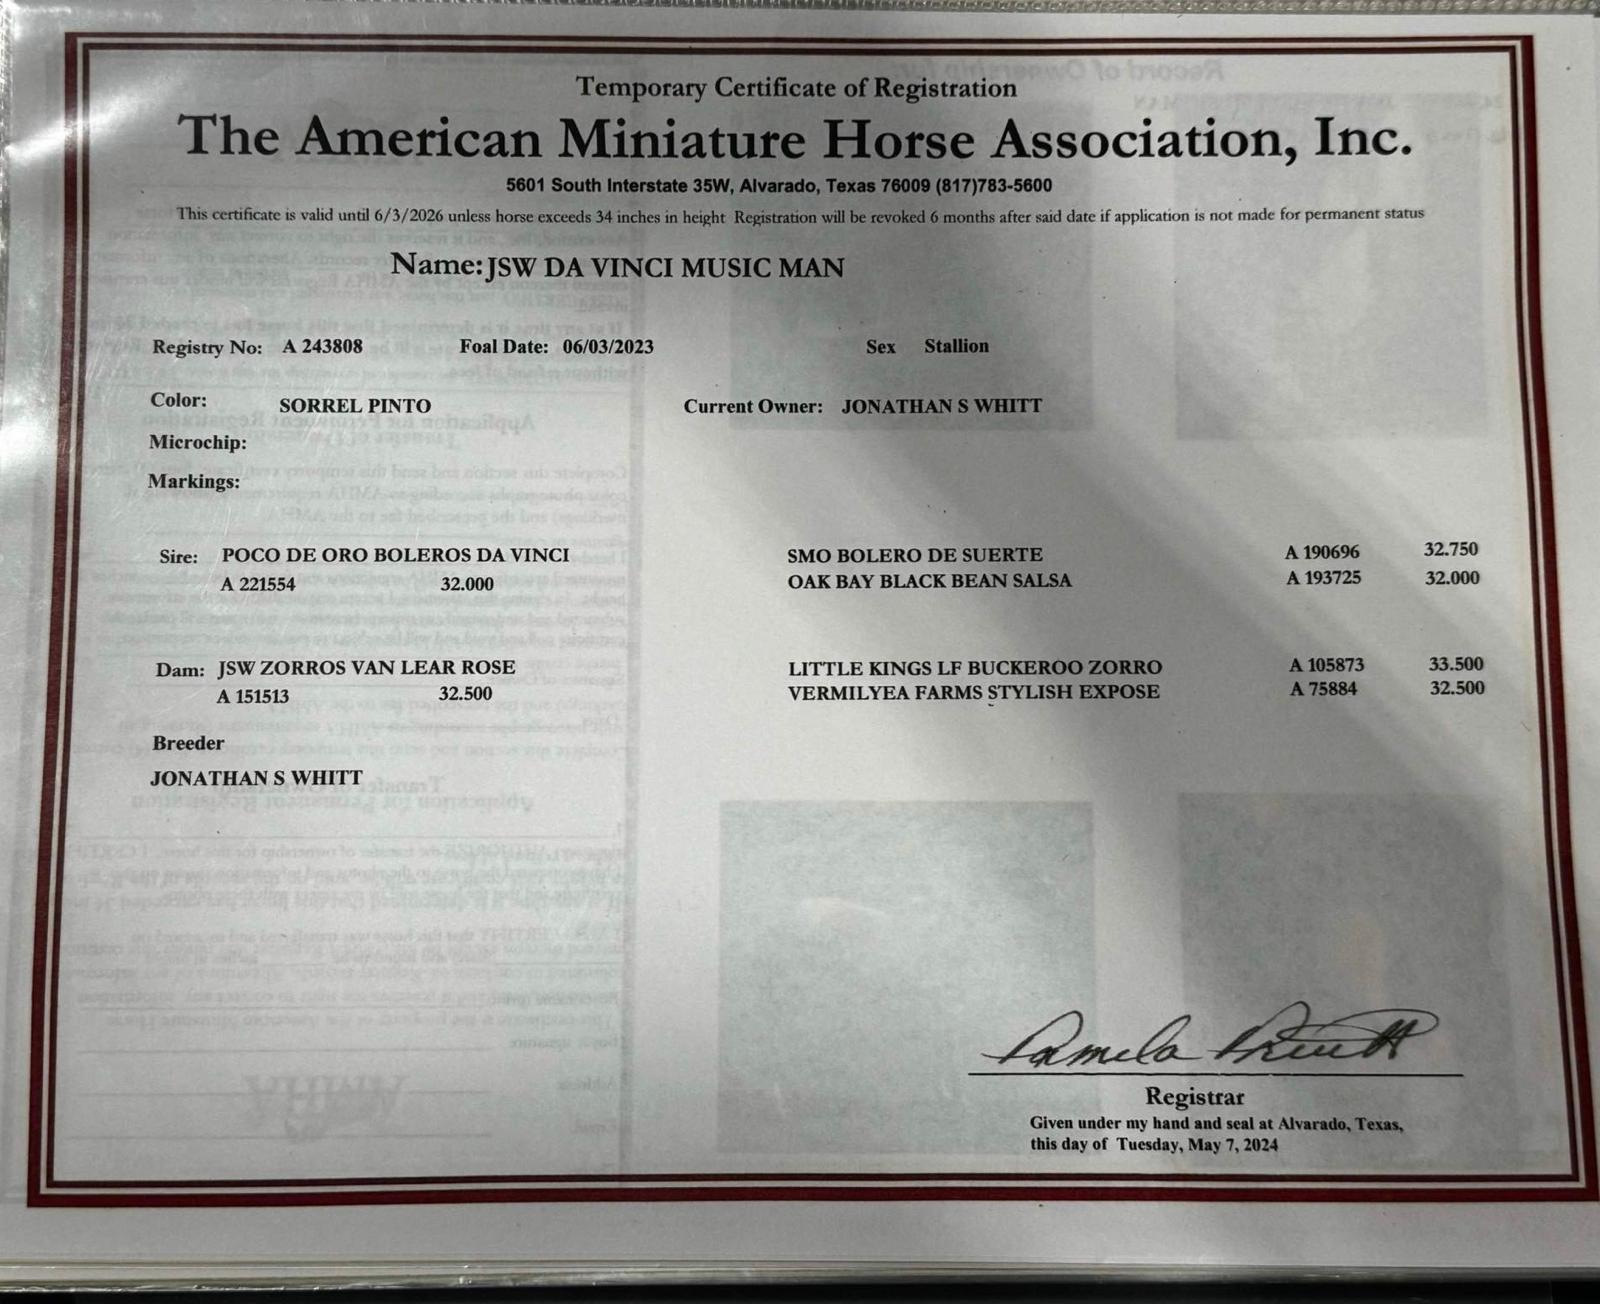 Temporary Certificate of Registration
The American Miniature Horse Association, Inc.
5601 South Interstate 35W, Alvarado, Texas 76009 (817)783-5600
This certificate is valid until 6/3/2026 unless horse exceeds 34 inches in height Registration will be revoked 6 months after said date if application is not made for permanent status
Name: JSW DA VINCI MUSIC MAN
Registry No: A 243808 Foal Date: 06/03/2023 Sex Stallion
Color: SORREL PINTO Current Owner: JONATHAN S WHITT
Microchip:
Markings:
Sire: POCO DE ORO BOLEROS DA VINCI SMO BOLERO DE SUERTE A 190696 32.750
A 221554 32.000 OAK BAY BLACK BEAN SALSA A 193725 32.000
Dam: JSW ZORROS VAN LEAR ROSE LITTLE KINGS LF BUCKEROO ZORRO A 105873 33.500
A 151513 32.500 VERMILYEA FARMS STYLISH EXPOSE A 75884 32.500
Breeder
JONATHAN S WHITT
Pamela
Registrar
Given under my hand and seal at Alvarado, Texas,
this day of Tuesday, May 7, 2024